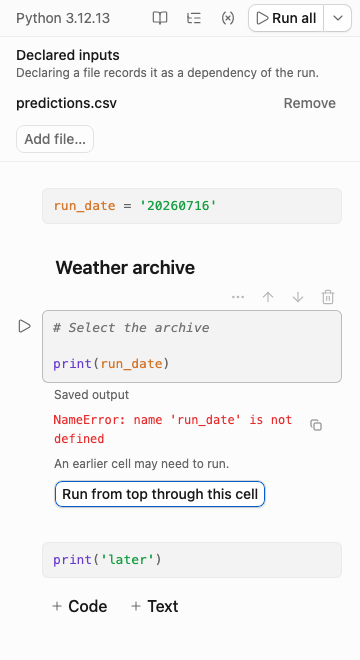 Python 3.12.13
Run all
Declared inputs
Declaring a file records it as a dependency of the run.
predictions.csv
Remove
Add file...
run_date = '20260716'
Weather archive
# Select the archive
print(run_date)
Saved output
NameError: name 'run_date' is not
defined
An earlier cell may need to run.
Run from top through this cell
print('later')
+ Code
+ Text